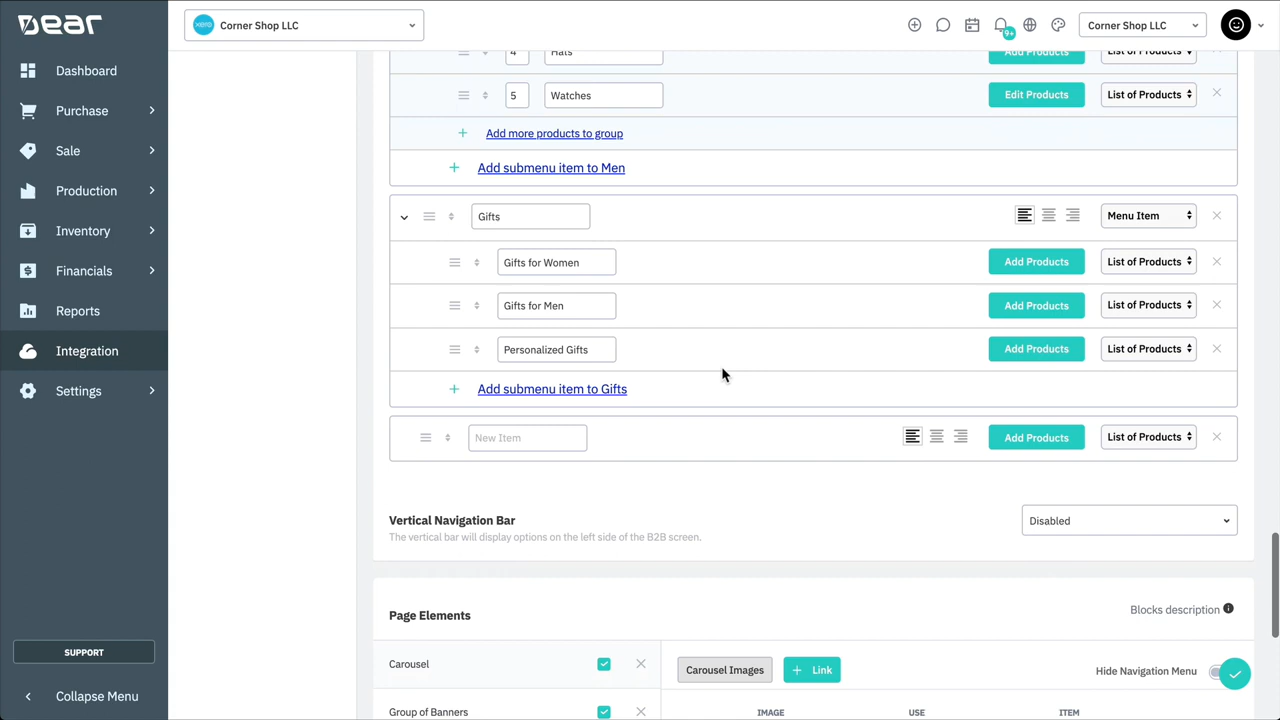 Dear
Corner Shop LLC
9+
Corner Shop LLC
Dashboard
Purchase
Sale
Production
Inventory
Financials
Reports
Integration
Settings
SUPPORT
Collapse Menu
4 Hats Add Products List of Products
5 Watches Edit Products List of Products
Add more products to group
Add submenu item to Men
Gifts Menu Item
Gifts for Women Add Products List of Products
Gifts for Men Add Products List of Products
Personalized Gifts Add Products List of Products
Add submenu item to Gifts
New Item Add Products List of Products
Vertical Navigation Bar
The vertical bar will display options on the left side of the B2B screen.
Disabled
Page Elements
Blocks description
Carousel
Carousel Images + Link Hide Navigation Menu
Group of Banners
IMAGE USE ITEM